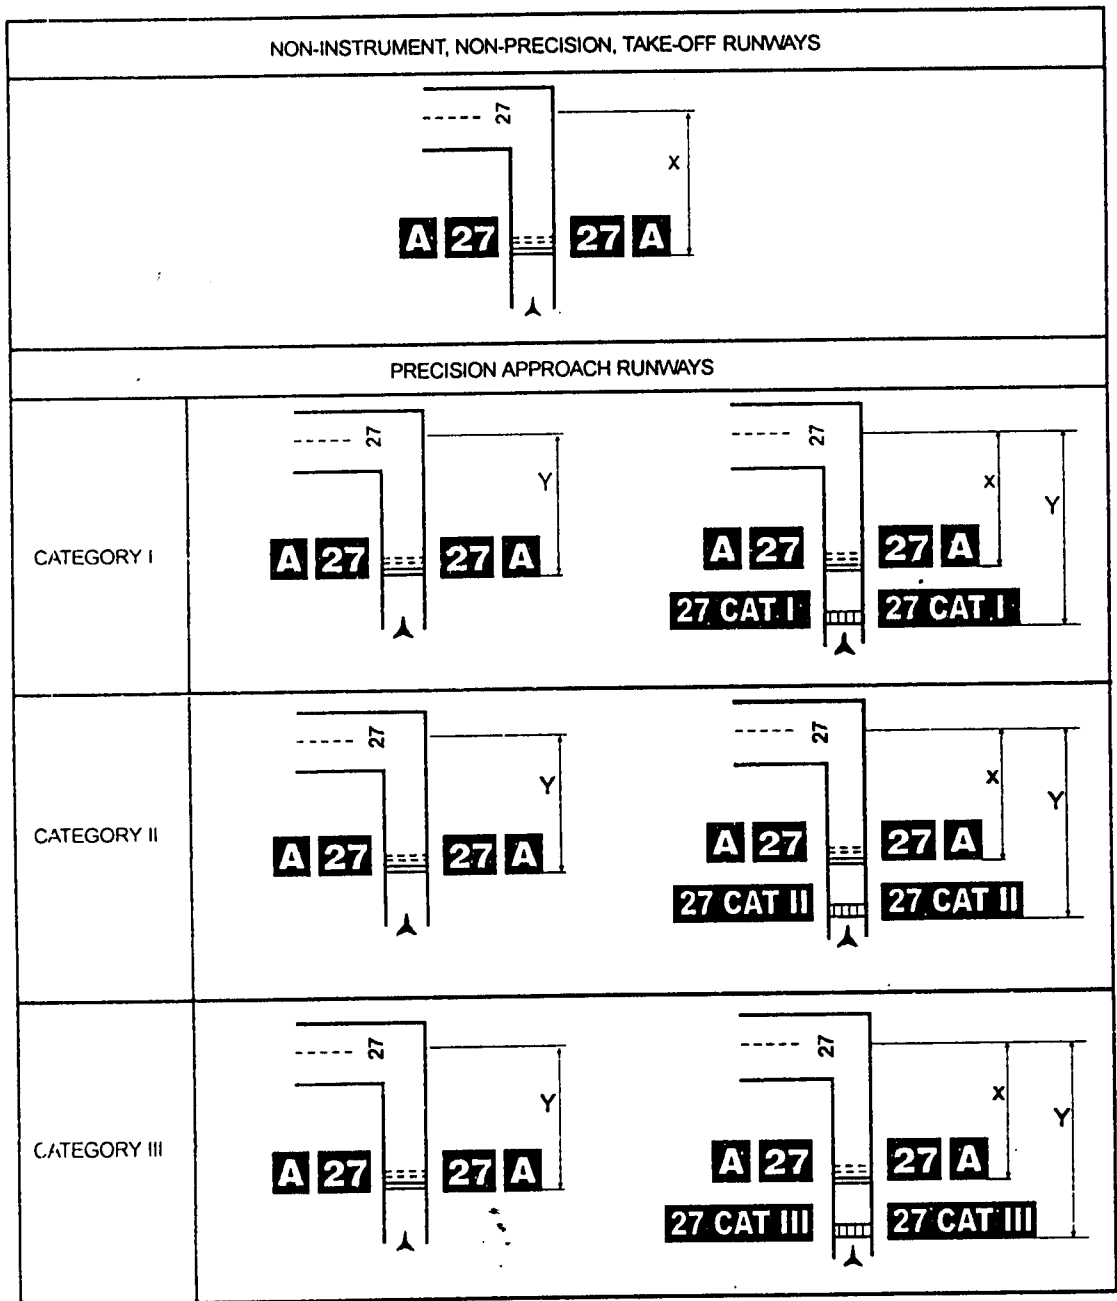 NON-INSTRUMENT, NON-PRECISION, TAKE-OFF RUNWAYS
27
X
A 27 27 A
PRECISION APPROACH RUNWAYS
CATEGORY I
27
Y
A 27 27 A
27
X
Y
A 27 27 A
27 CAT I 27 CAT I
CATEGORY II
27
Y
A 27 27 A
27
X
Y
A 27 27 A
27 CAT II 27 CAT II
CATEGORY III
27
Y
A 27 27 A
27
X
Y
A 27 27 A
27 CAT III 27 CAT III